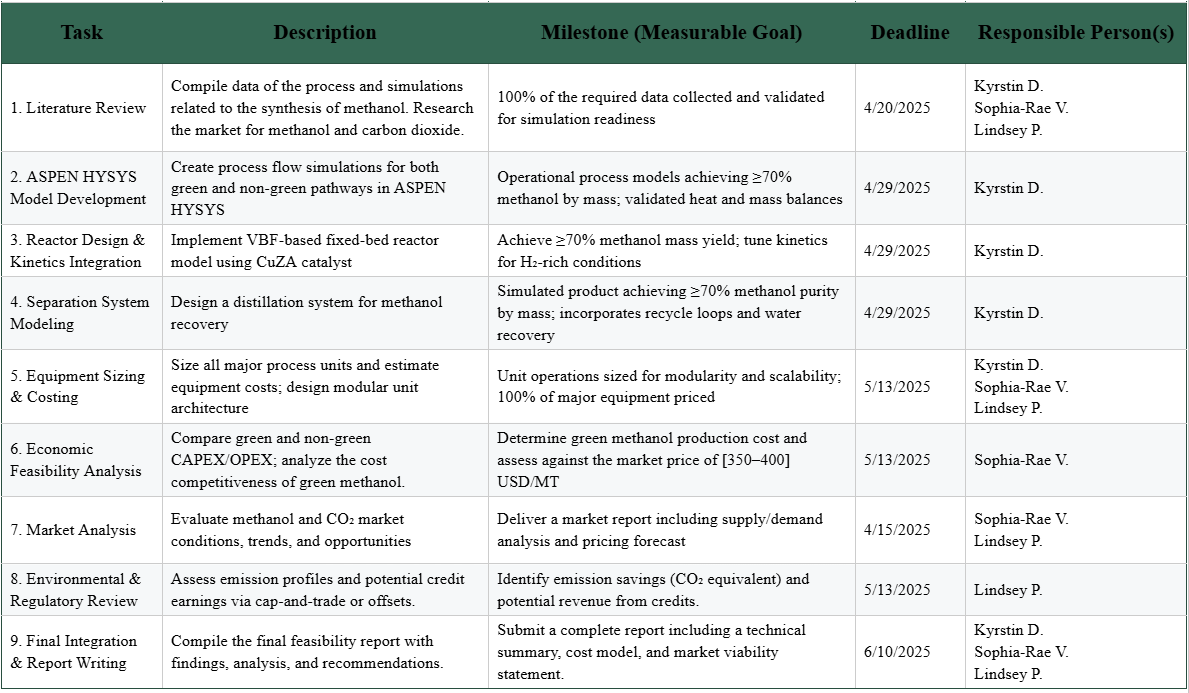 Task Description Milestone (Measurable Goal) Deadline Responsible Person(s)
1. Literature Review
Compile data of the process and simulations
related to the synthesis of methanol. Research
the market for methanol and carbon dioxide.
100% of the required data collected and validated
for simulation readiness
4/20/2025
Kyrstin D.
Sophia-Rae V.
Lindsey P.
2. ASPEN HYSYS
Model Development
Create process flow simulations for both
green and non-green pathways in ASPEN
HYSYS
Operational process models achieving ≥70%
methanol by mass; validated heat and mass balances
4/29/2025
Kyrstin D.
3. Reactor Design &
Kinetics Integration
Implement VBF-based fixed-bed reactor
model using CuZA catalyst
Achieve ≥70% methanol mass yield; tune kinetics
for H₂-rich conditions
4/29/2025
Kyrstin D.
4. Separation System
Modeling
Design a distillation system for methanol
recovery
Simulated product achieving ≥70% methanol purity
by mass; incorporates recycle loops and water
recovery
4/29/2025
Kyrstin D.
5. Equipment Sizing
& Costing
Size all major process units and estimate
equipment costs; design modular unit
architecture
Unit operations sized for modularity and scalability;
100% of major equipment priced
5/13/2025
Kyrstin D.
Sophia-Rae V.
Lindsey P.
6. Economic
Feasibility Analysis
Compare green and non-green
CAPEX/OPEX; analyze the cost
competitiveness of green methanol.
Determine green methanol production cost and
assess against the market price of [350–400]
USD/MT
5/13/2025
Sophia-Rae V.
7. Market Analysis
Evaluate methanol and CO₂ market
conditions, trends, and opportunities
Deliver a market report including supply/demand
analysis and pricing forecast
4/15/2025
Sophia-Rae V.
Lindsey P.
8. Environmental &
Regulatory Review
Assess emission profiles and potential credit
earnings via cap-and-trade or offsets.
Identify emission savings (CO₂ equivalent) and
potential revenue from credits.
5/13/2025
Lindsey P.
9. Final Integration
& Report Writing
Compile the final feasibility report with
findings, analysis, and recommendations.
Submit a complete report including a technical
summary, cost model, and market viability
statement.
6/10/2025
Kyrstin D.
Sophia-Rae V.
Lindsey P.